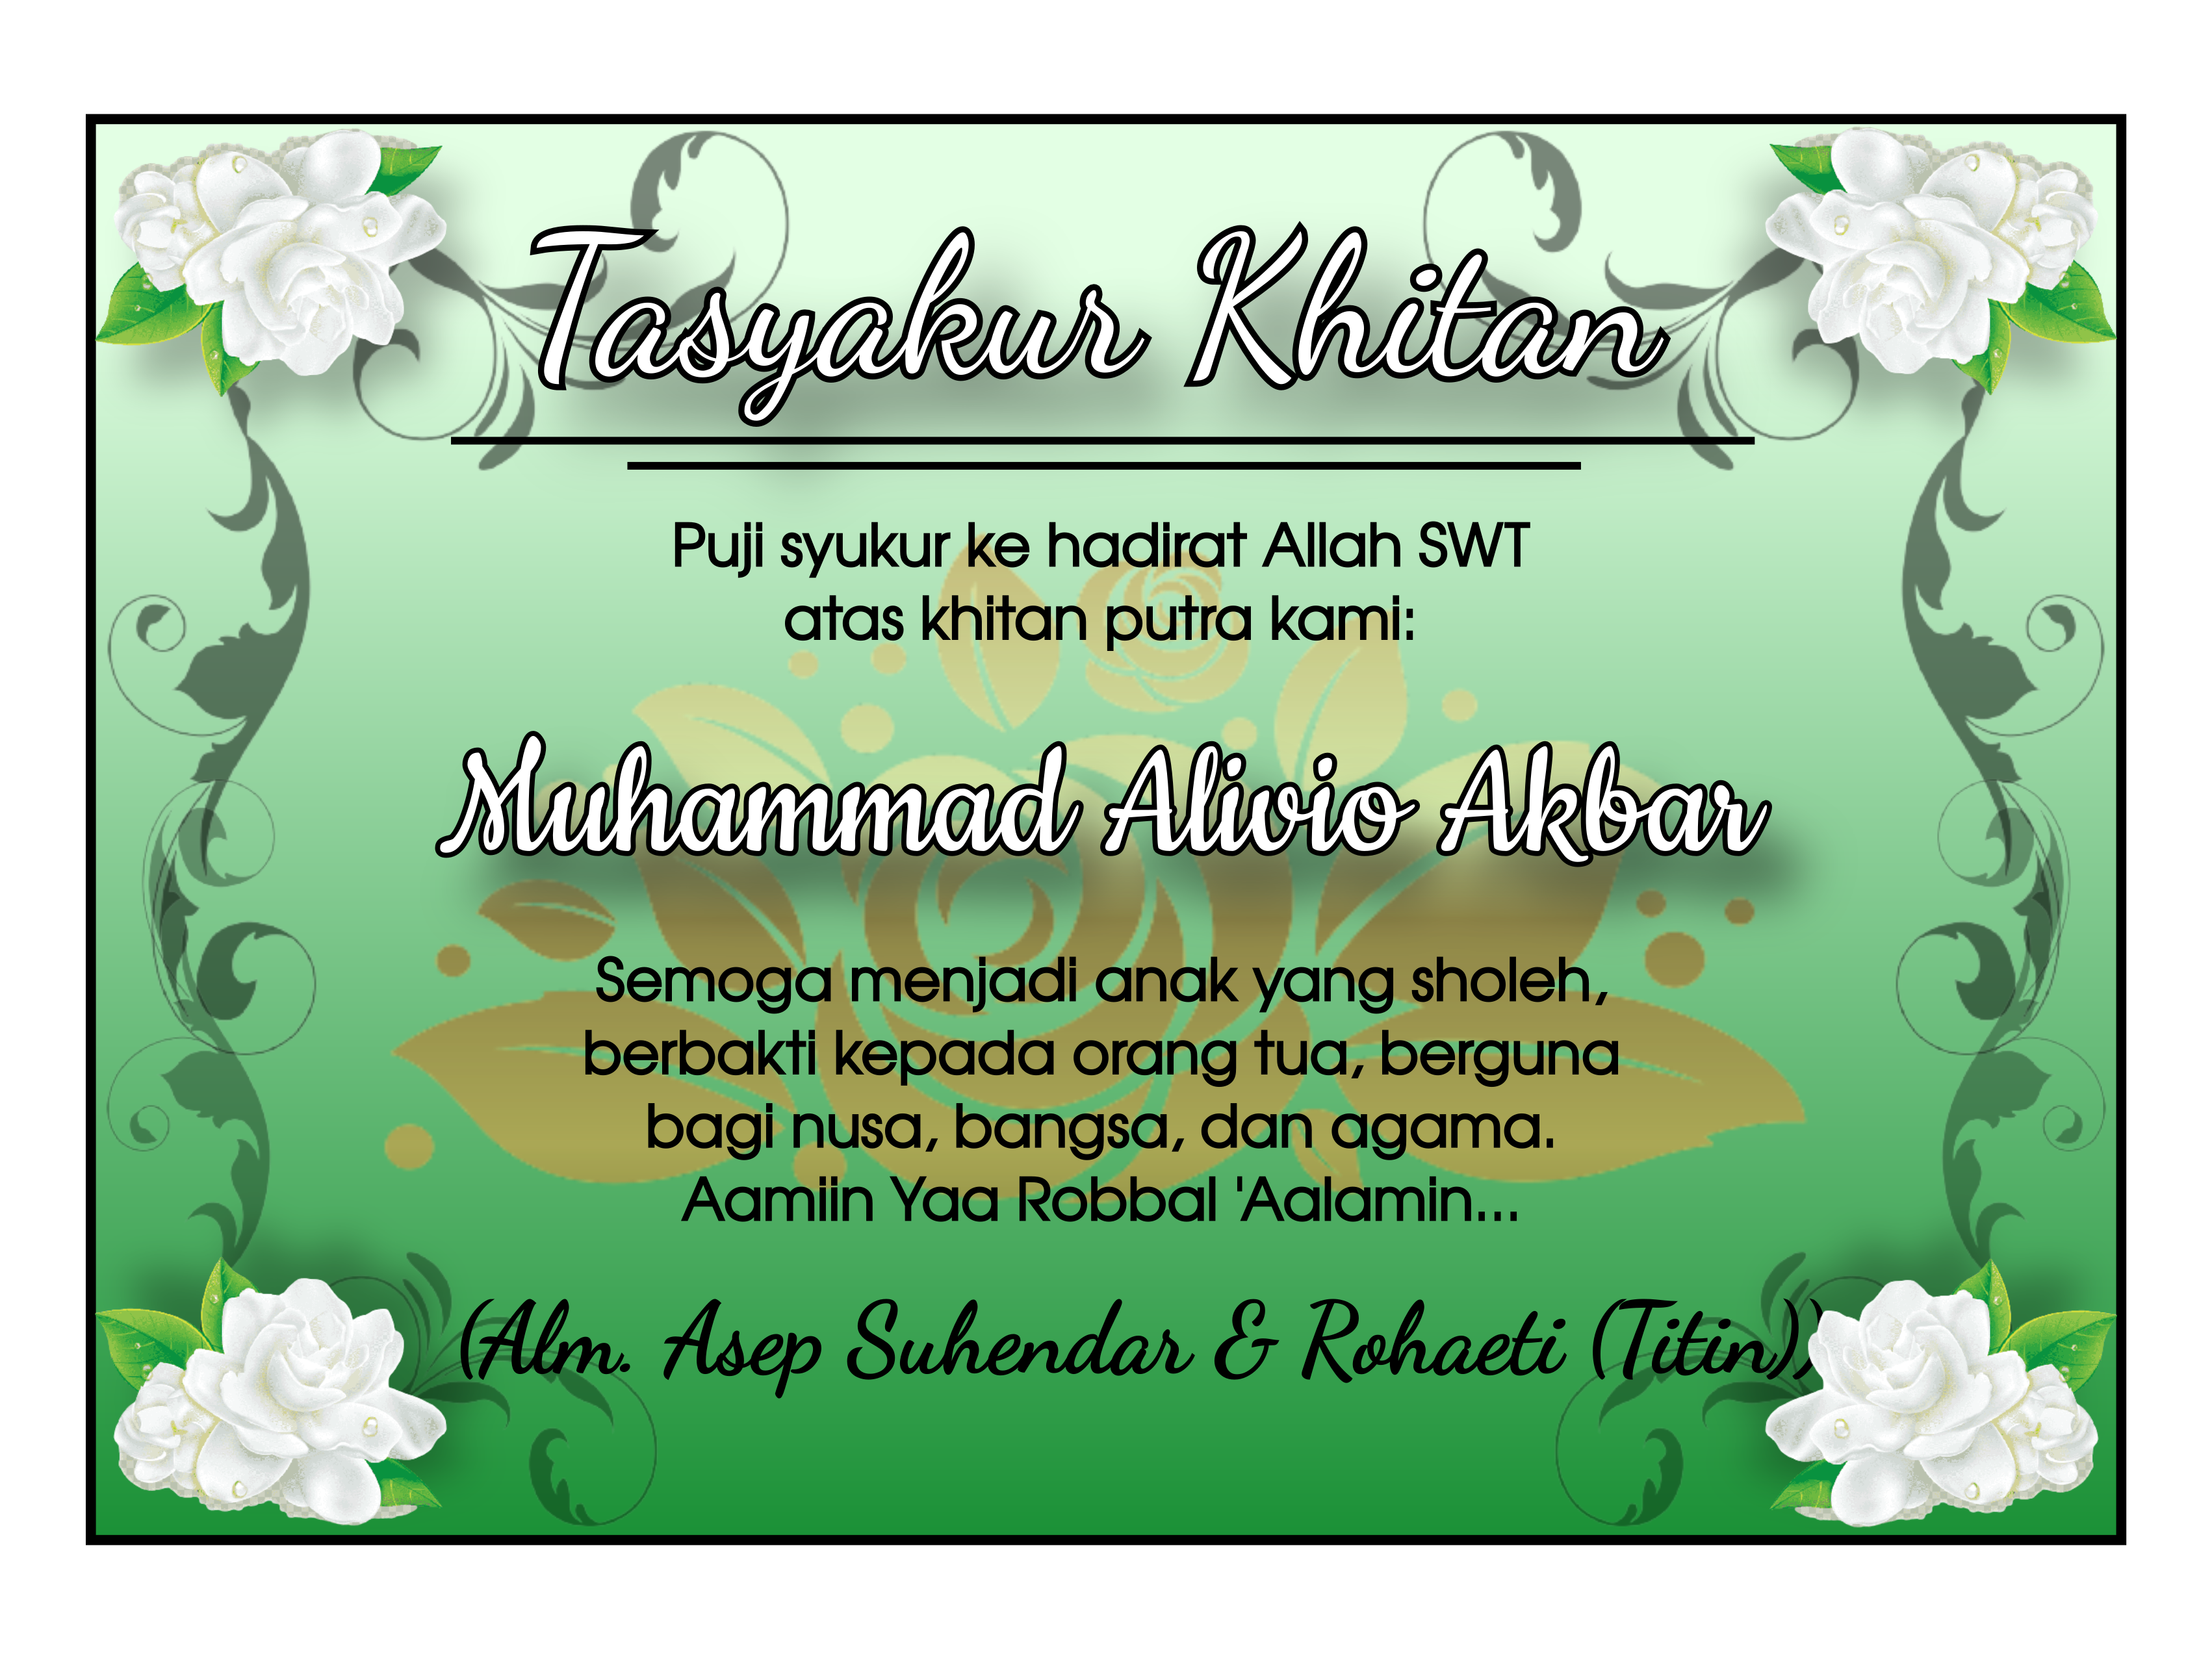 Tasyakur Khitan
Puji syukur ke hadirat Allah SWT
atas khitan putra kami:
Muhammad Alivio Akbar
Semoga menjadi anak yang sholeh,
berbakti kepada orang tua, berguna
bagi nusa, bangsa, dan agama.
Aamiin Yaa Robbal 'Aalamin...
(Alm. Asep Suhendar & Rohaeti (Titin))